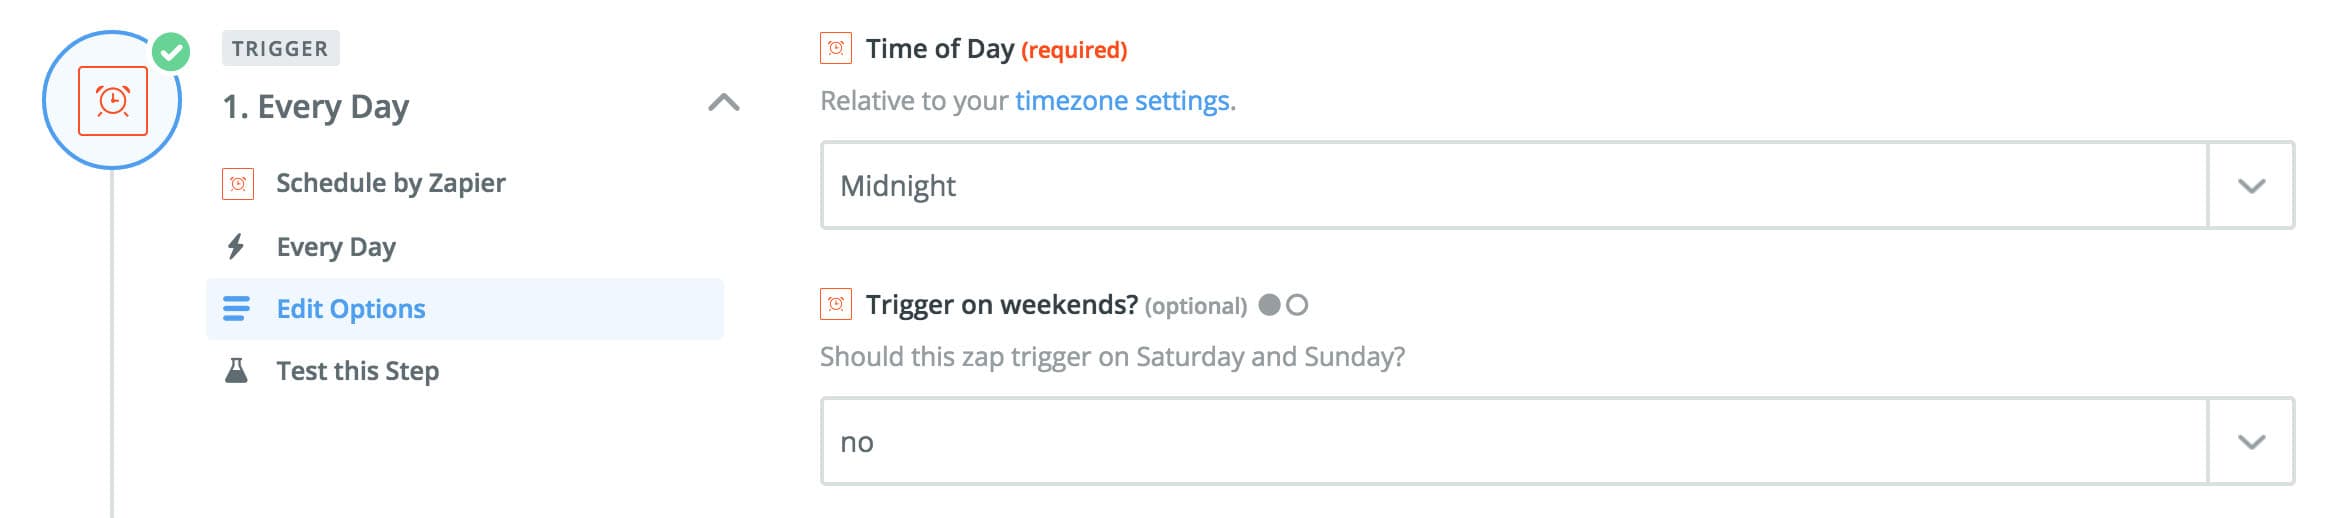 TRIGGER
1. Every Day
Schedule by Zapier
Every Day
Edit Options
Test this Step
Time of Day (required)
Relative to your timezone settings.
Midnight
Trigger on weekends? (optional)
Should this zap trigger on Saturday and Sunday?
no